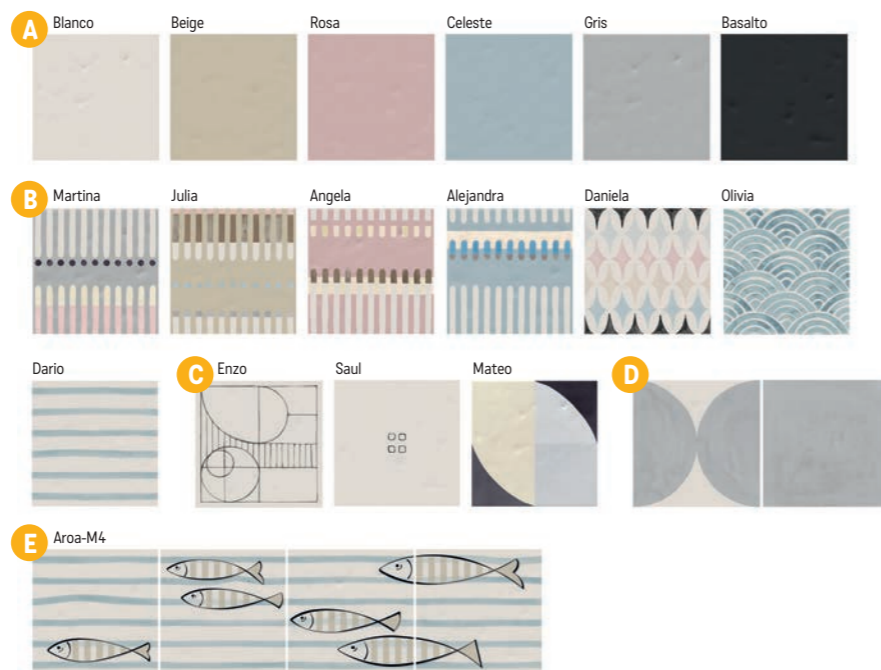 A Blanco Beige Rosa Celeste Gris Basalto
B Martina Julia Angela Alejandra Daniela Olivia
Dario C Enzo Saul Mateo D
E Aroa-M4